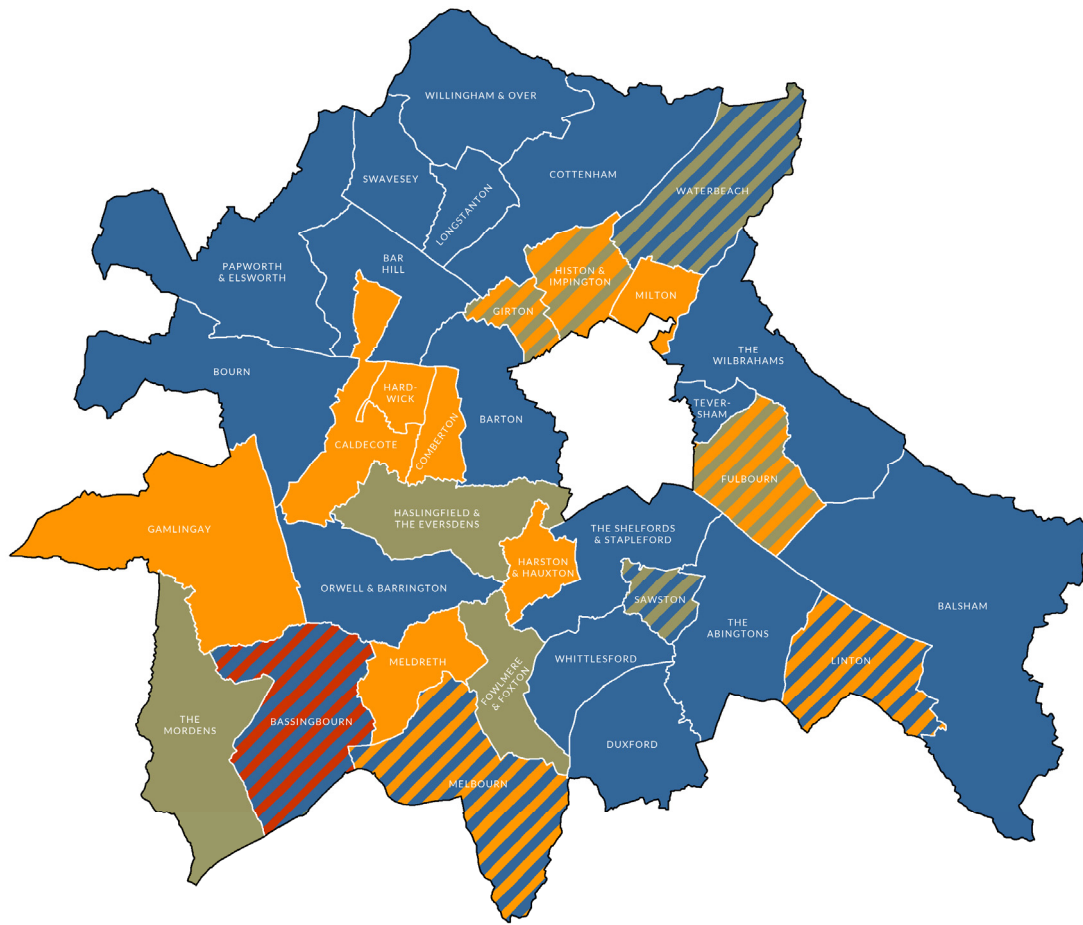 WILLINGHAM & OVER
SWAVESEY
LONGSTANTON
COTTENHAM
WATERBEACH
PAPWORTH
& ELSWORTH
BAR
HILL
HISTON &
IMPINGTON
MILTON
GIRTON
THE
WILBRAHAMS
BOURN
HARD-
WICK
CALDECOTE
COMBERTON
BARTON
TEVER-
SHAM
FULBOURN
GAMLINGAY
HASLINGFIELD &
THE EVERSDENS
THE SHELFORDS
& STAPLEFORD
HARSTON
& HAUXTON
ORWELL & BARRINGTON
SAWSTON
THE
ABINGTONS
BALSHAM
MELDRETH
WHITTLESFORD
LINTON
FOWLMERE
& FOXTON
THE
MORDENS
BASSINGBOURN
DUXFORD
MELBOURN